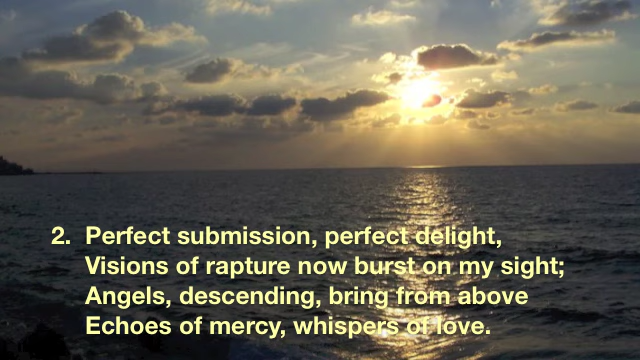 2. Perfect submission, perfect delight,
Visions of rapture now burst on my sight;
Angels, descending, bring from above
Echoes of mercy, whispers of love.